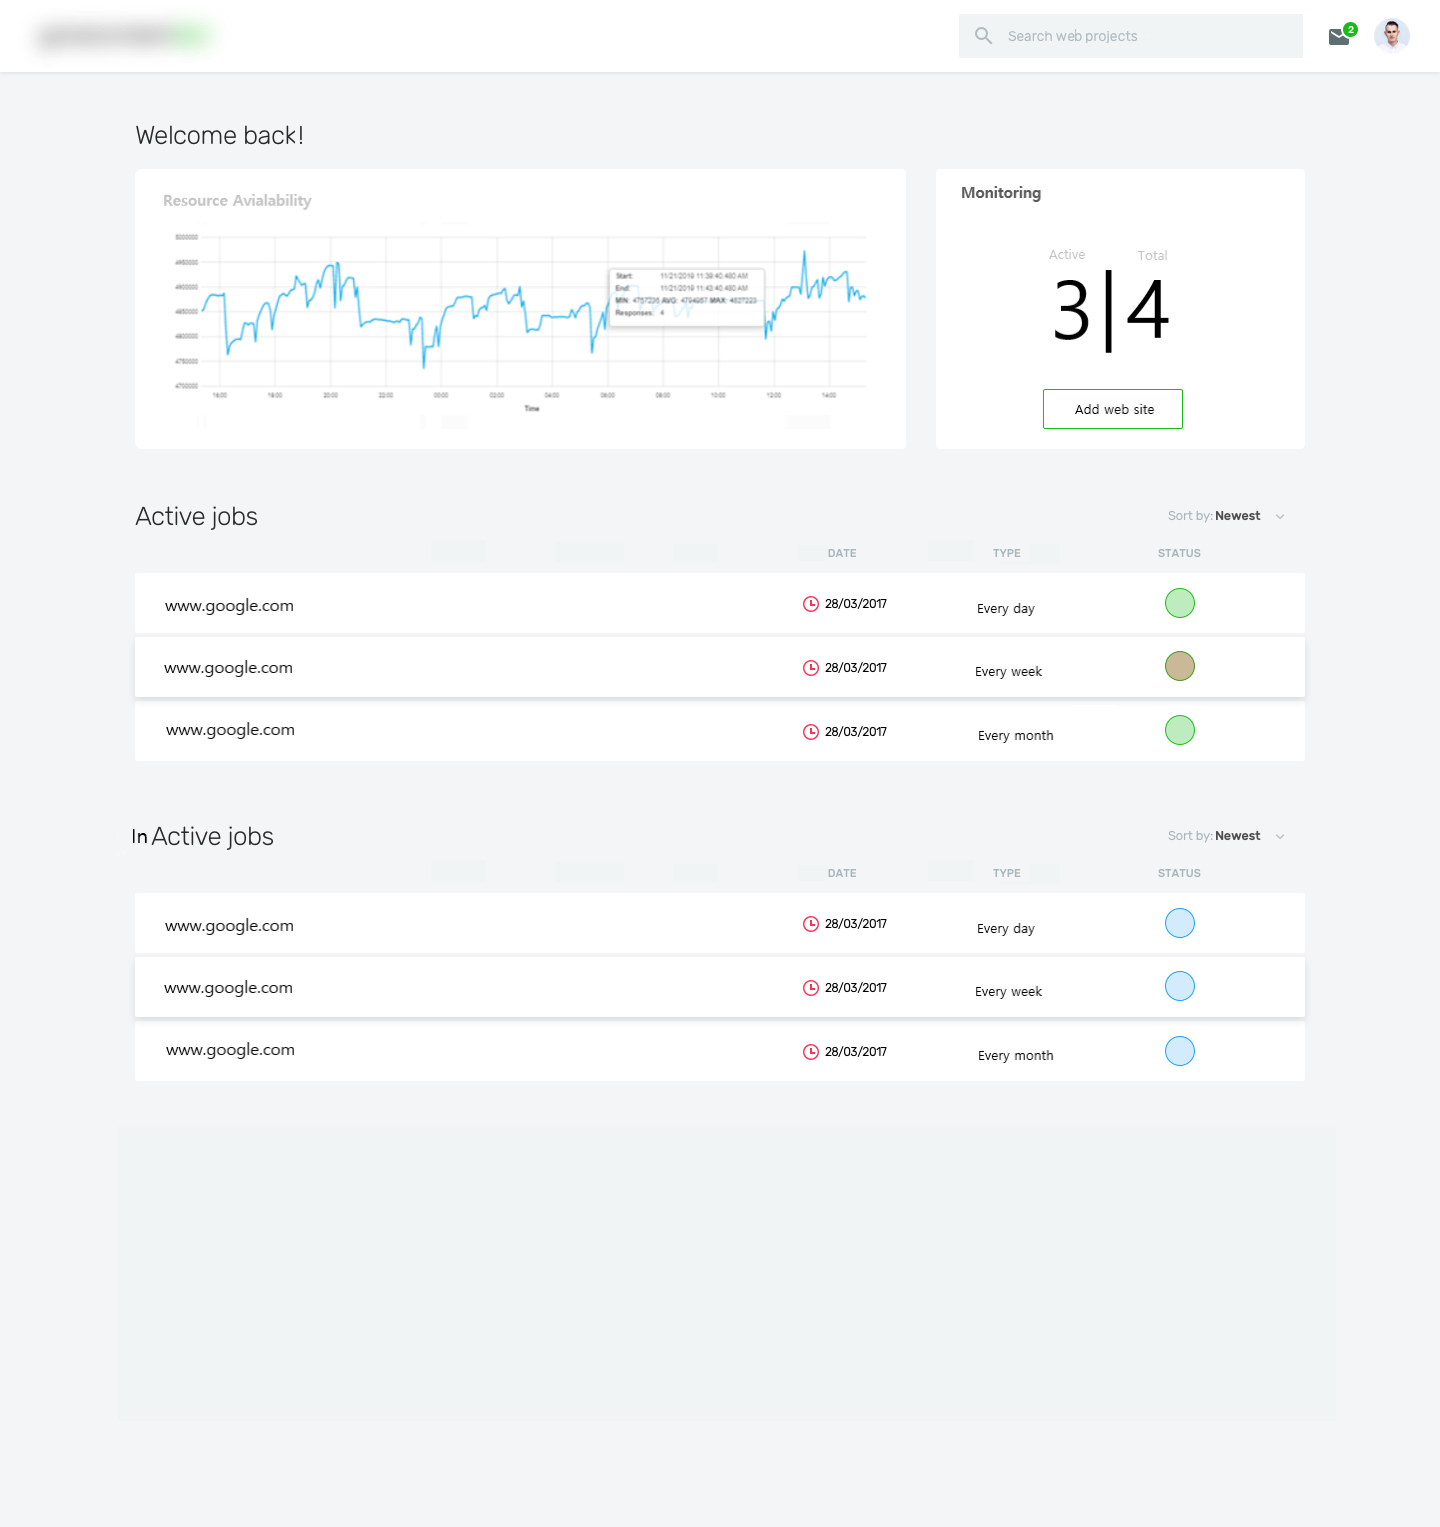 Search web projects
2
Welcome back!
Resource Avialability
Monitoring
5000000
4950000
4900000
4850000
4800000
4750000
4700000
16:00 18:00 20:00 22:00 00:00 02:00 04:00 06:00 08:00 10:00 12:00 14:00
Time
Start: 11/21/2019 11:39:40.480 AM
End: 11/21/2019 11:43:40.480 AM
MIN: 4757235 AVG: 4794957 MAX: 4827223
Responses: 4
Active Total
3|4
Add web site
Active jobs
Sort by: Newest
DATE TYPE STATUS
www.google.com 28/03/2017 Every day
www.google.com 28/03/2017 Every week
www.google.com 28/03/2017 Every month
In Active jobs
Sort by: Newest
DATE TYPE STATUS
www.google.com 28/03/2017 Every day
www.google.com 28/03/2017 Every week
www.google.com 28/03/2017 Every month